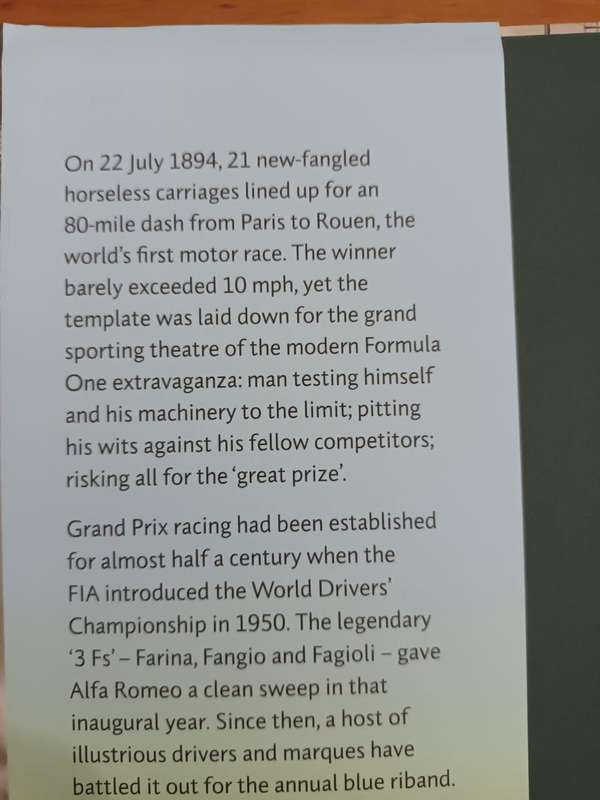 On 22 July 1894, 21 new-fangled
horseless carriages lined up for an
80-mile dash from Paris to Rouen, the
world's first motor race. The winner
barely exceeded 10 mph, yet the
template was laid down for the grand
sporting theatre of the modern Formula
One extravaganza: man testing himself
and his machinery to the limit; pitting
his wits against his fellow competitors;
risking all for the 'great prize'.
Grand Prix racing had been established
for almost half a century when the
FIA introduced the World Drivers'
Championship in 1950. The legendary
'3 Fs' – Farina, Fangio and Fagioli – gave
Alfa Romeo a clean sweep in that
inaugural year. Since then, a host of
illustrious drivers and marques have
battled it out for the annual blue riband.